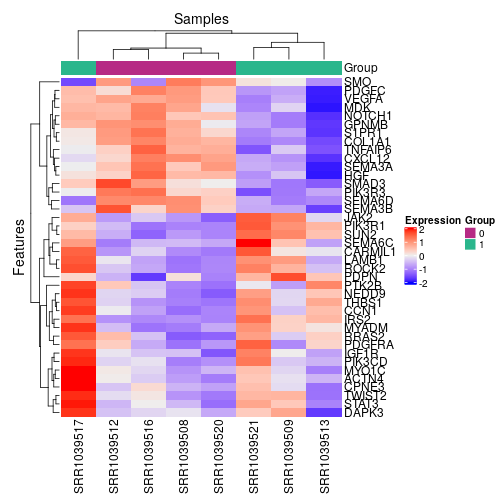 Samples
Group
SMO
PDGFC
VEGFA
MDK
NOTCH1
GPNMB
S1PR1
COL1A1
TNFAIP6
CXCL12
SEMA3A
HGF
SMAD3
PIK3R3
SEMA6D
SEMA3B
JAK2
PIK3R1
SUN2
SEMA6C
CARMIL1
LAMB1
ROCK2
PDPN
PTK2B
NEDD9
THBS1
CCN1
IRS2
MYADM
RRAS2
PDGFRA
IGF1R
PIK3CD
MYO1C
ACTN4
CPNE3
TWIST2
STAT3
DAPK3
Features
SRR1039517
SRR1039512
SRR1039516
SRR1039508
SRR1039520
SRR1039521
SRR1039509
SRR1039513
Expression
2
1
0
-1
-2
Group
0
1